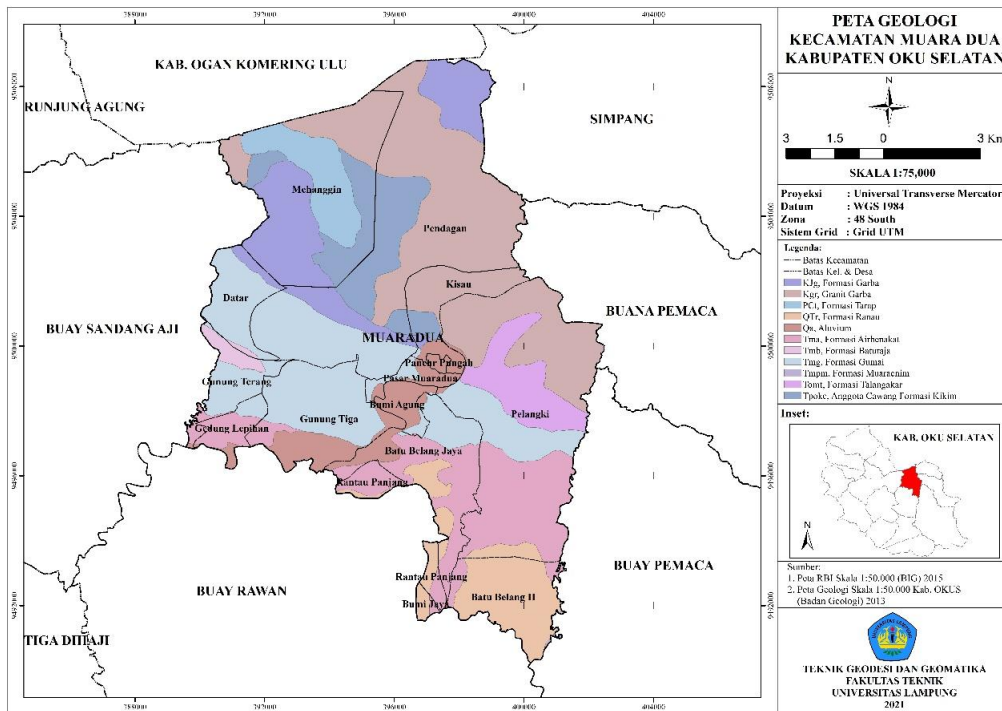 PETA GEOLOGI
KECAMATAN MUARA DUA
KABUPATEN OKU SELATAN
N
3 1.5 0 3 Km
SKALA 1:75,000
Proyeksi : Universal Transverse Mercator
Datum : WGS 1984
Zona : 48 South
Sistem Grid : Grid UTM
Legenda:
Batas Kecamatan
Batas Kel. & Desa
KJg, Formasi Garba
Kgr, Granit Garba
PCt, Formasi Tarap
QTr, Formasi Ranau
Qa, Aluvium
Tma, Formasi Airbenakat
Tmb, Formasi Baturaja
Tmg, Formasi Gumai
Tmpm, Formasi Muaraenim
Tomt, Formasi Talangakar
Tpokc, Anggota Cawang Formasi Kikim
Inset:
KAB. OKU SELATAN
N
Sumber:
1. Peta RBI Skala 1:50.000 (BIG) 2015
2. Peta Geologi Skala 1:50.000 Kab. OKUS
(Badan Geologi) 2013
TEKNIK GEODESI DAN GEOMATIKA
FAKULTAS TEKNIK
UNIVERSITAS LAMPUNG
2021
KAB. OGAN KOMERING ULU
RUNJUNG AGUNG
SIMPANG
Mehanggin
Pendagan
Kisau
Datar
BUAY SANDANG AJI
MUARADUA
BUANA PEMACA
Pancur Pungah
Pasar Muaradua
Gunung Terang
Bumi Agung
Pelangki
Gunung Tiga
Gedung Lepihan
Batu Belang Jaya
Rantau Panjang
BUAY RAWAN
BUAY PEMACA
Rantau Panjang
Batu Belang II
Bumi Jaya
TIGA DIHAJI